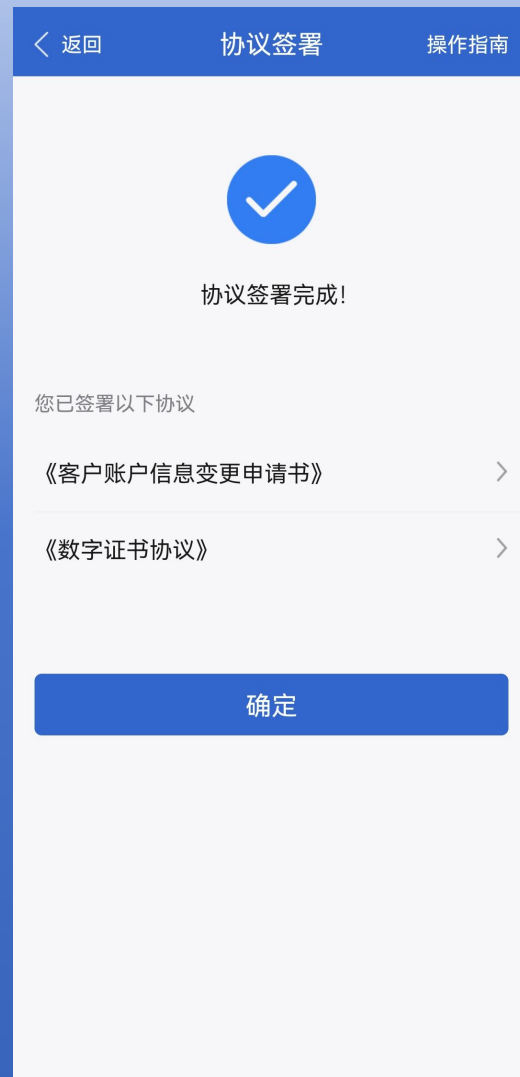 返回
协议签署
操作指南
协议签署完成!
您已签署以下协议
《客户账户信息变更申请书》
《数字证书协议》
确定